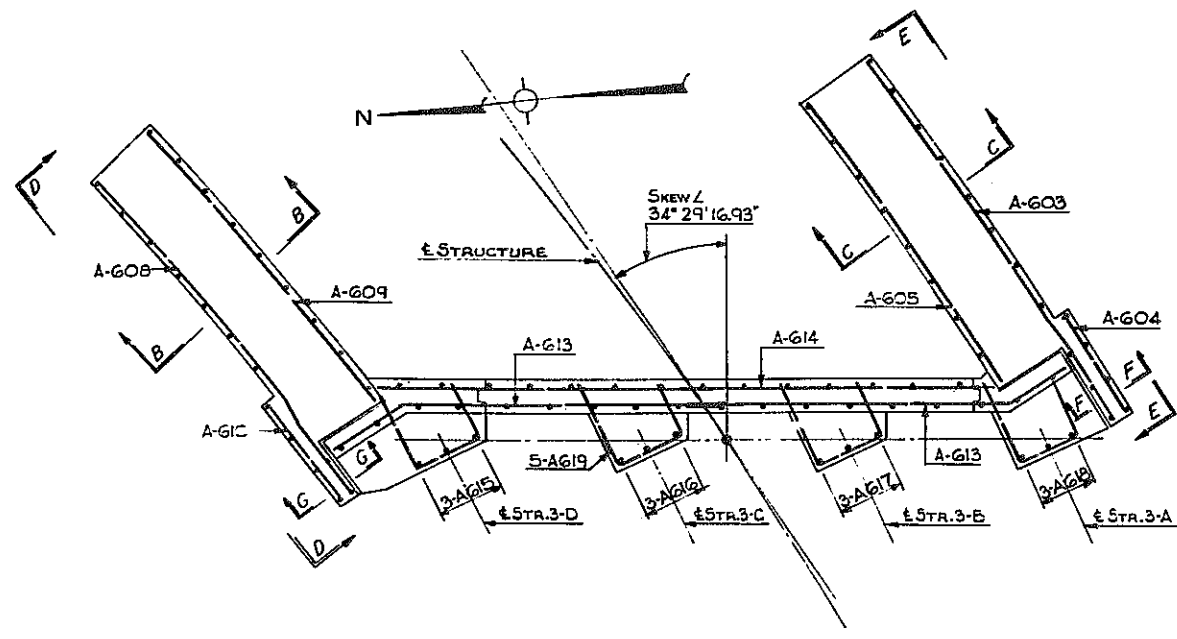 E
N
D
C
B
SKEW ∠
34° 29' 16.93"
A-603
℄ STRUCTURE
C
A-608
A-609
A-605
A-604
B
A-613
A-614
F
A-610
G
F
E
5-A619
A-613
G
3-A615
3-A616
3-A617
3-A618
D
℄ STR.3-D
℄ STR.3-C
℄ STR.3-B
℄ STR.3-A